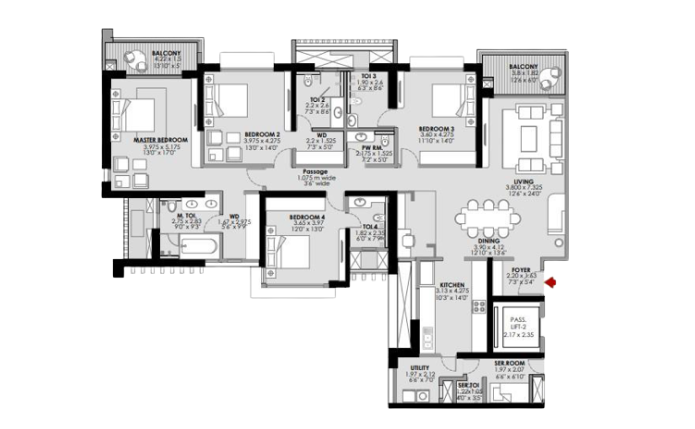 BALCONY
4.22 x 1.5
13'10" x 5'
TOI 3
1.90 x 2.6
6'3" x 8'6"
BALCONY
3.8 x 1.82
12'6 x 6'0"
TOI 2
2.2 x 2.6
7'3" x 8'6"
MASTER BEDROOM
3.975 x 5.175
13'0" x 17'0"
BEDROOM 2
3.975 x 4.275
13'0" x 14'0"
WD
2.2 x 1.525
7'3" x 5'0"
PW RM.
2.175 x 1.525
7'2" x 5'0"
BEDROOM 3
3.60 x 4.275
11'10" x 14'0"
Passage
1.075 m wide
3'6" wide
LIVING
3.800 x 7.325
12'6" x 24'0"
M. TOI.
2.75 x 2.83
9'0" x 9'3"
WD
1.67 x 2.975
5'6" x 9'9"
BEDROOM 4
3.65 x 3.97
12'0" x 13'0"
TOI.4
1.82 x 2.35
6'0" x 7'9"
DINING
3.90 x 4.12
12'10" x 13'6"
FOYER
2.20 x 1.63
7'3" x 5'4"
KITCHEN
3.13 x 4.275
10'3" x 14'0"
PASS.
LIFT-2
2.17 x 2.35
UTILITY
1.97 x 2.12
6'6" x 7'0"
SER.TOI
4'0" x 3'5"
SER.ROOM
1.97 x 2.07
6'6" x 6'10"